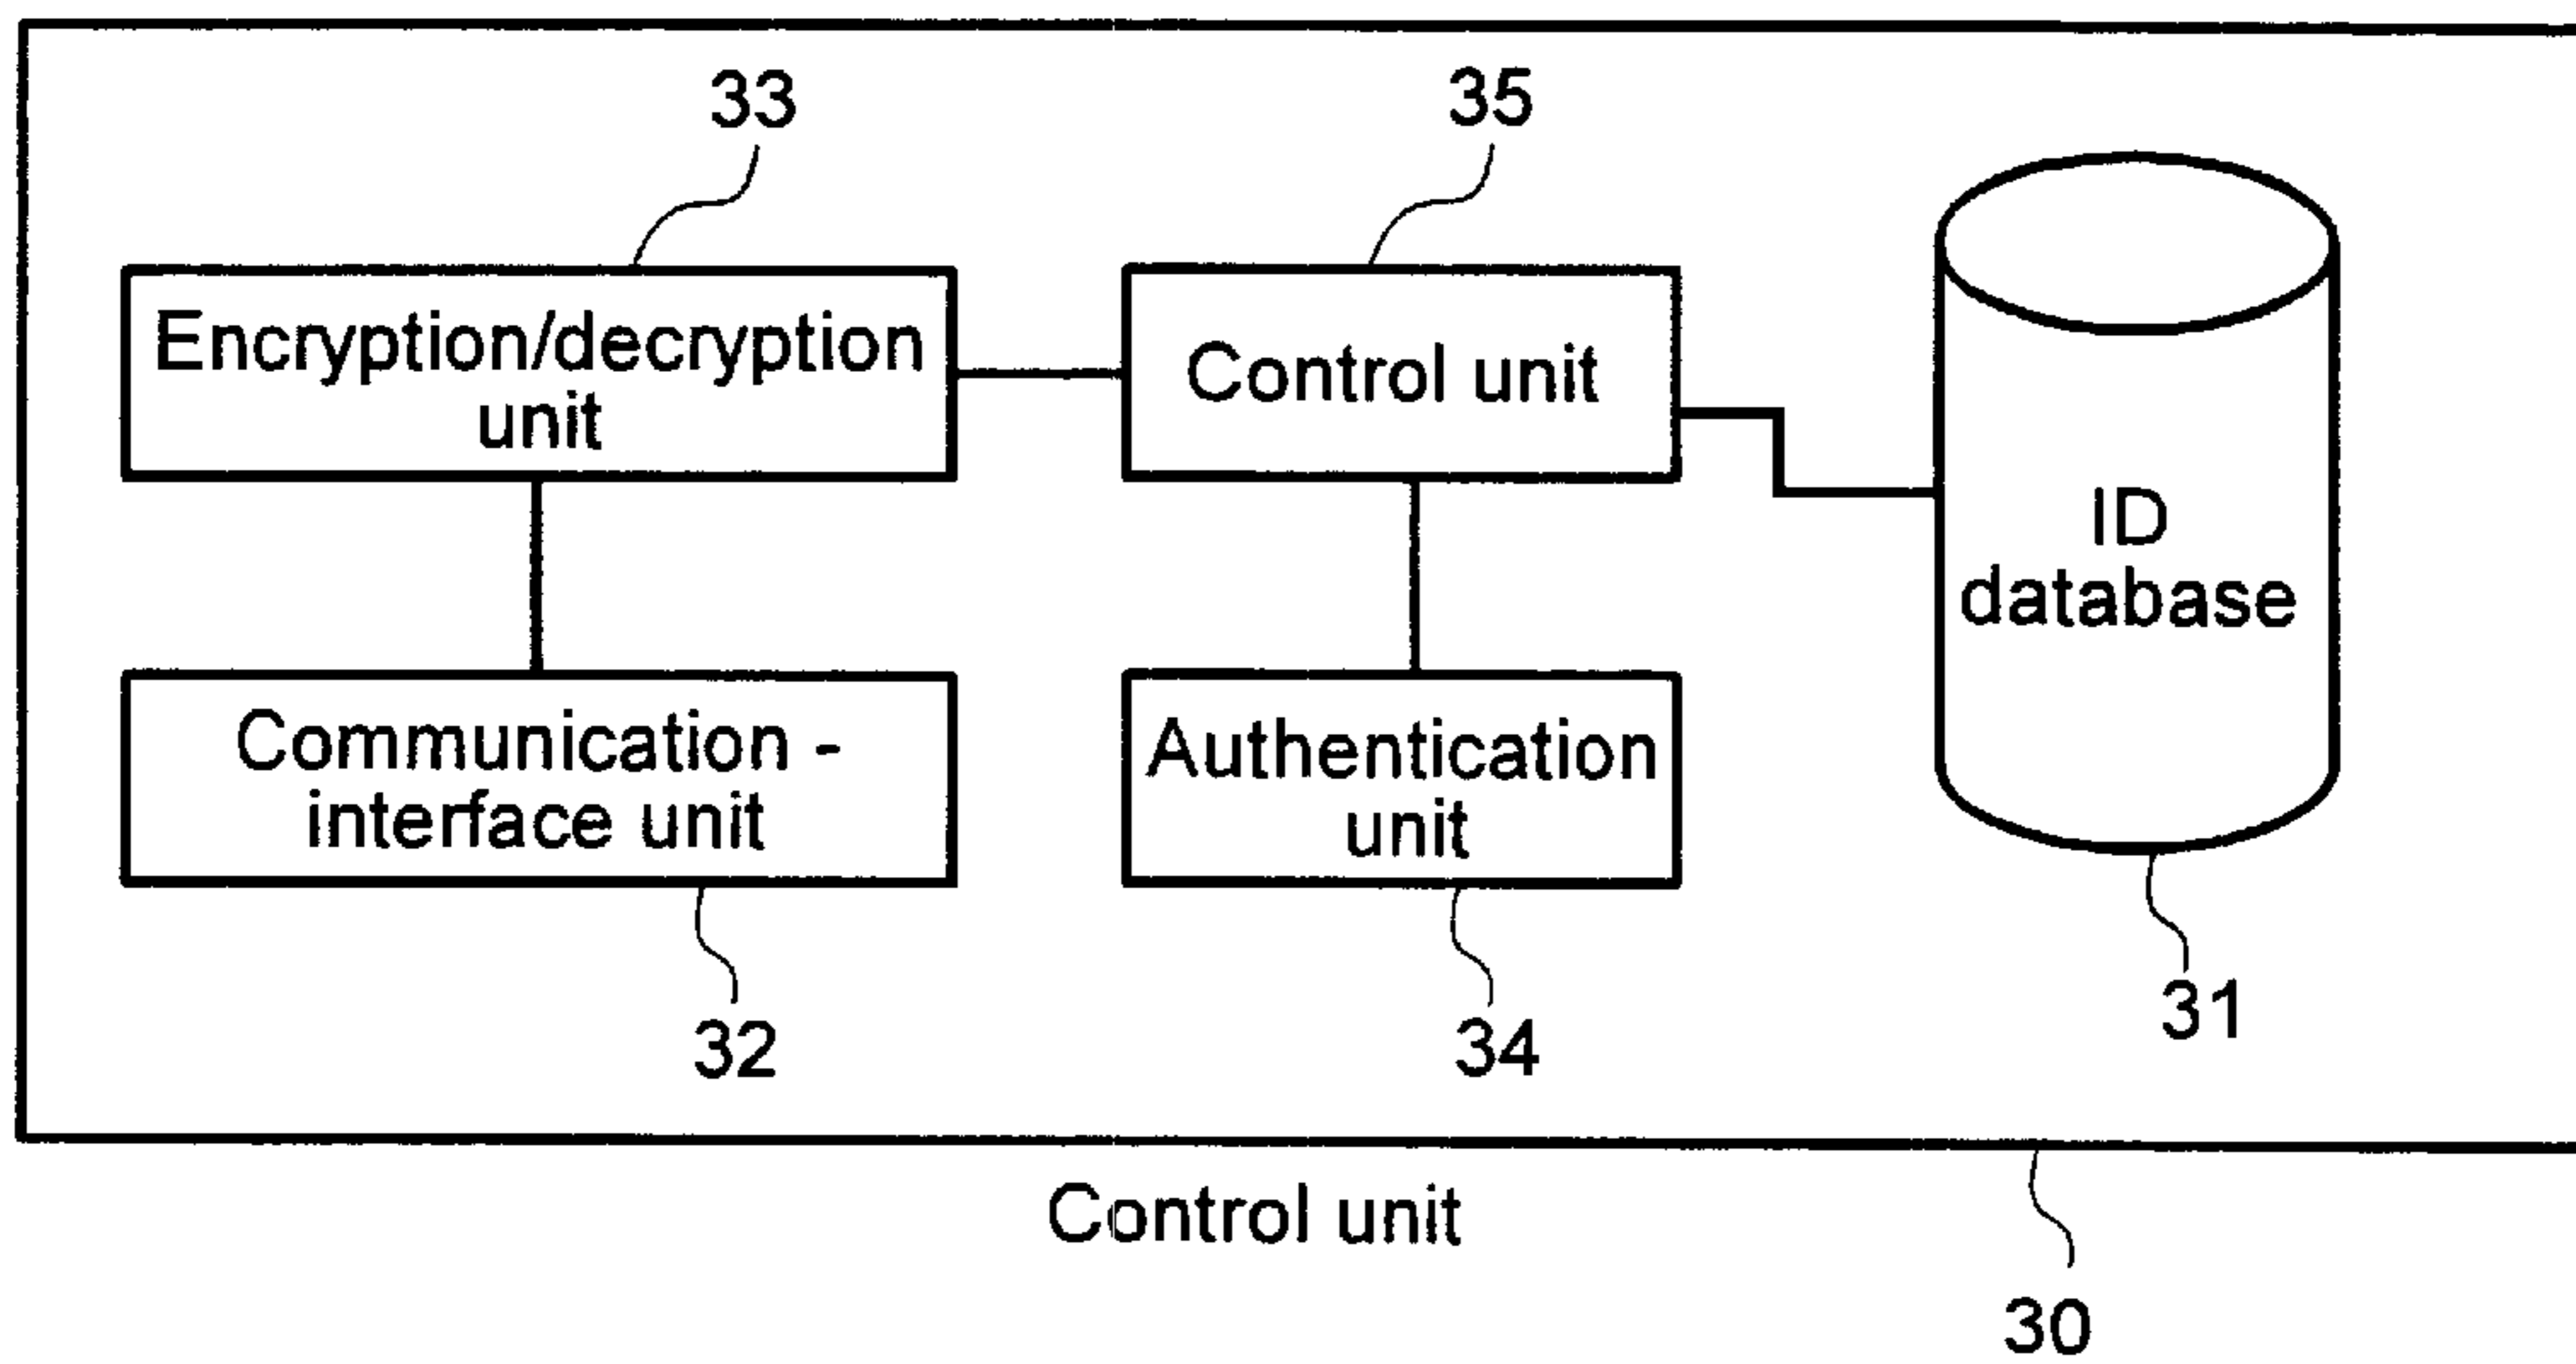 33
35
Encryption/decryption
unit
Control unit
ID
database
Communication -
interface unit
Authentication
unit
32
34
31
Control unit
30